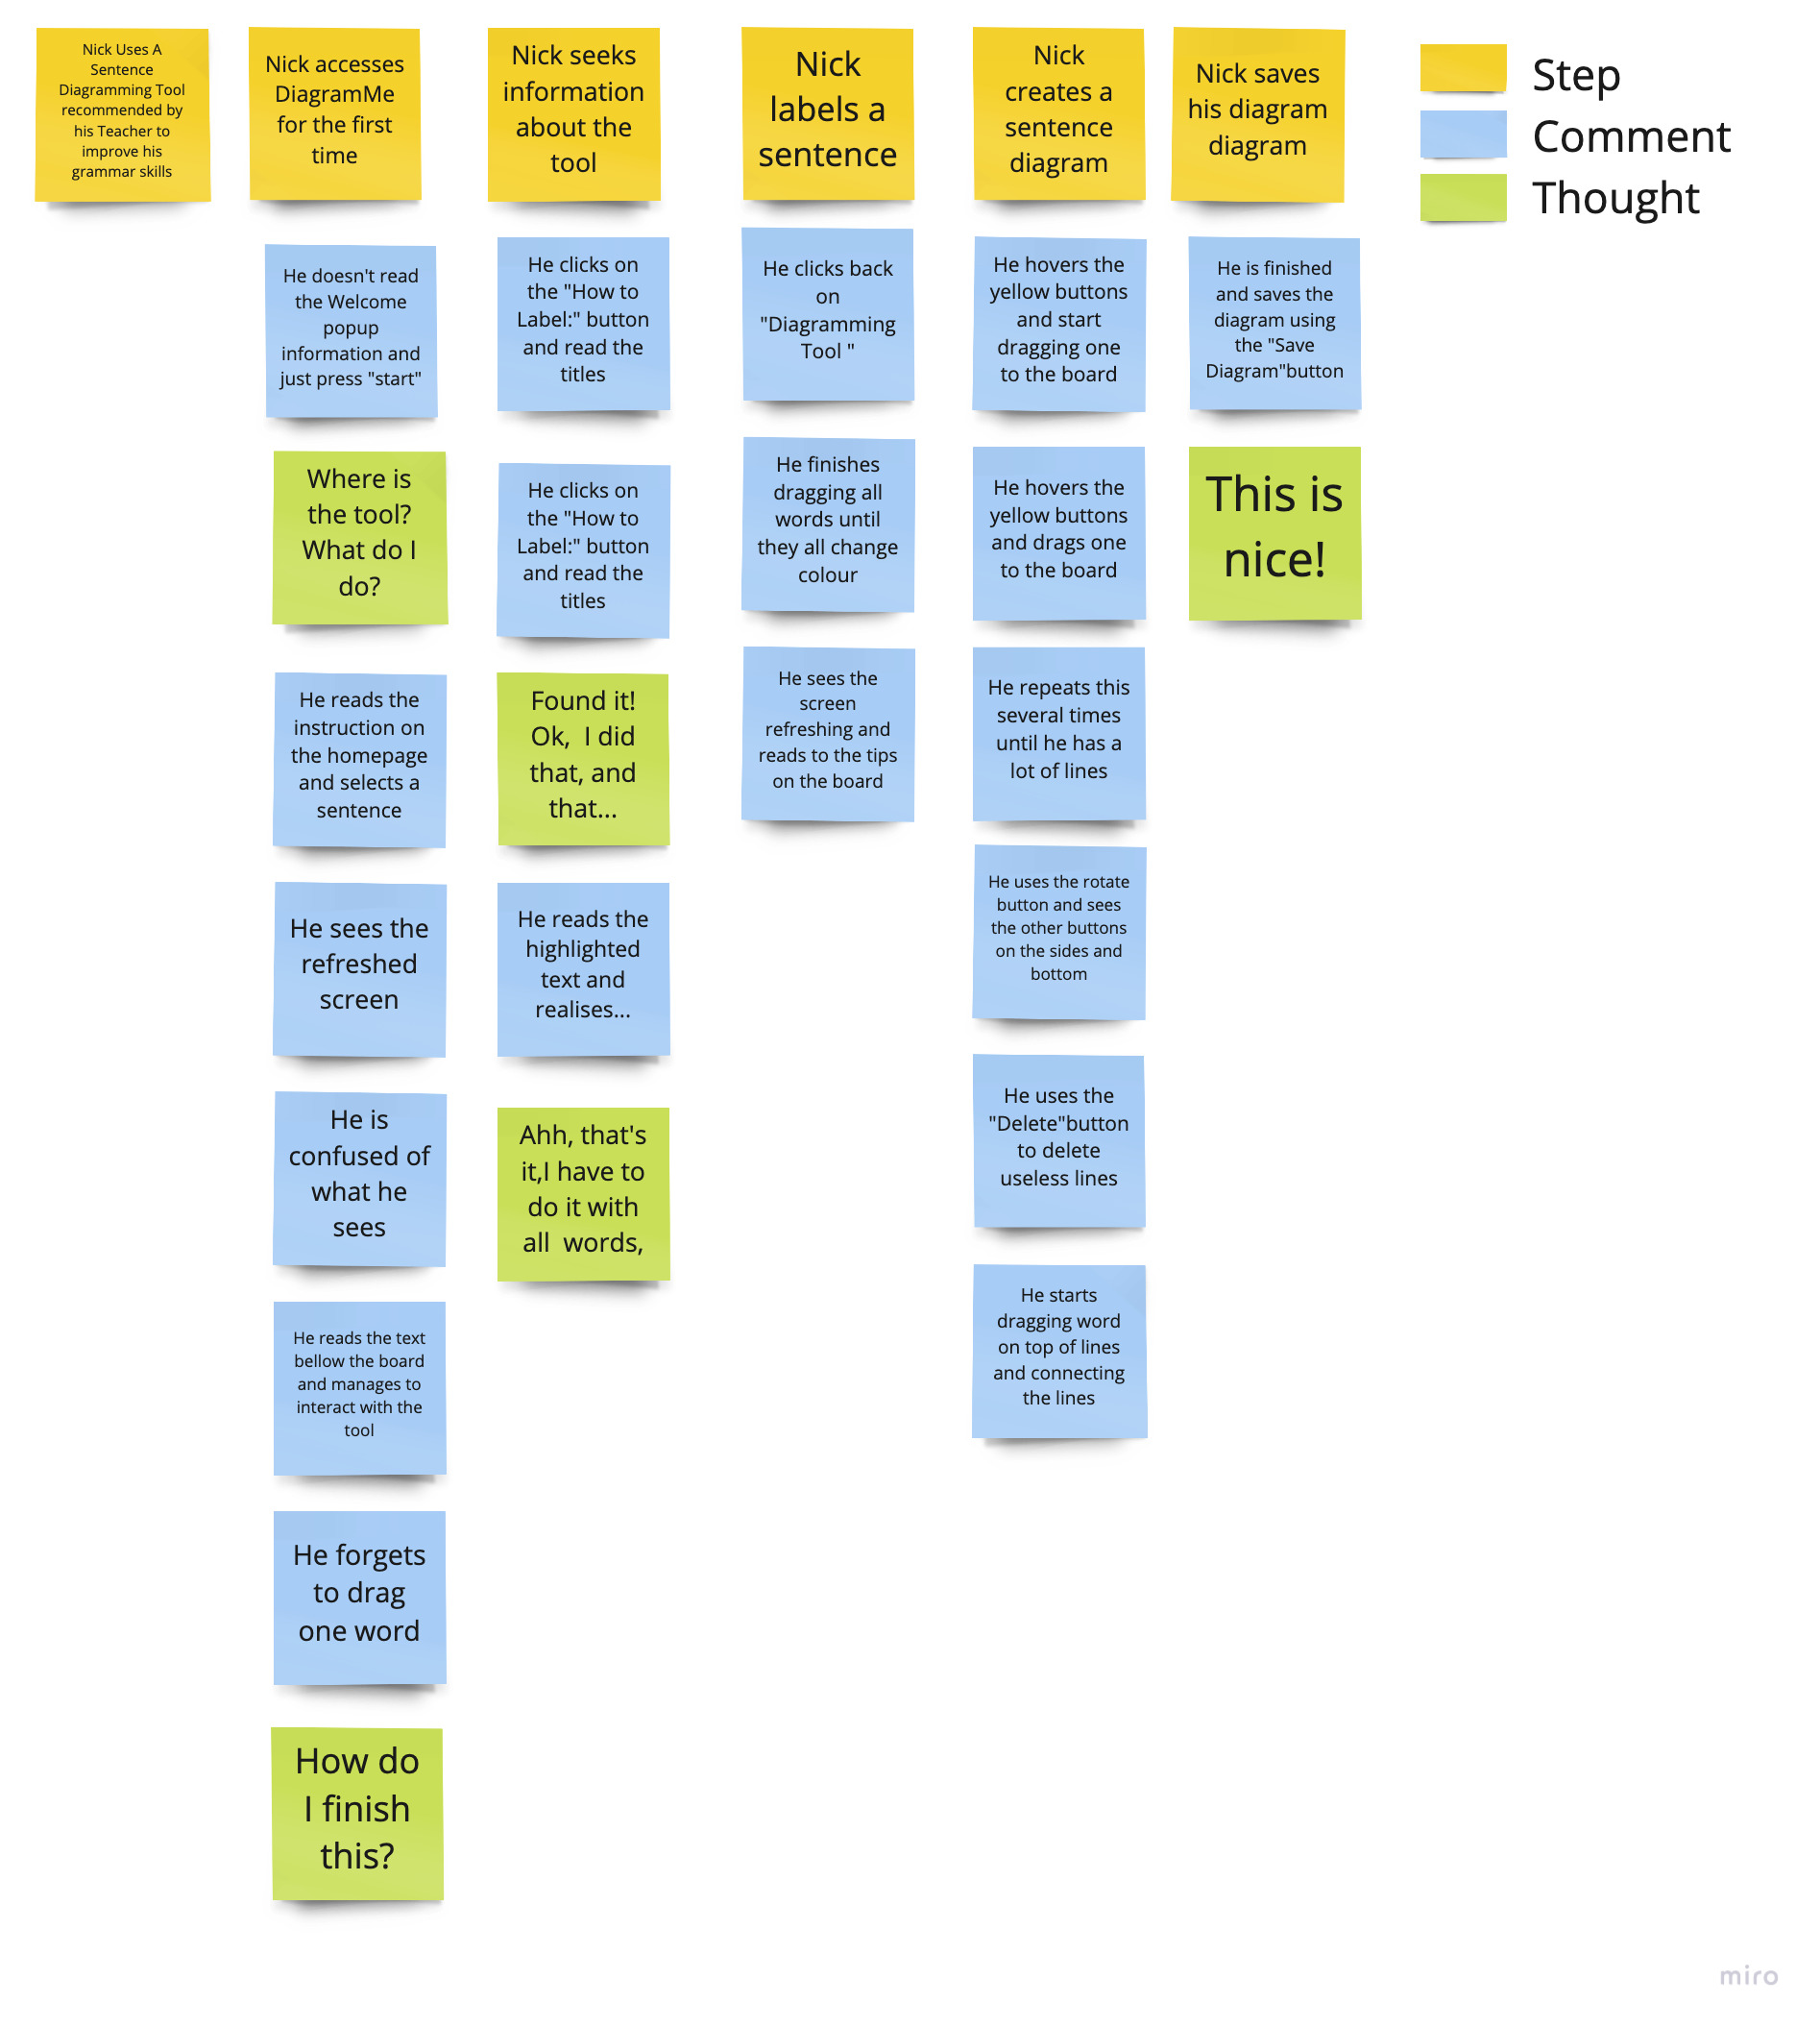 Nick Uses A
Sentence
Diagramming Tool
recommended by
his Teacher to
improve his
grammar skills
Nick accesses
DiagramMe
for the first
time
He doesn't read
the Welcome
popup
information and
just press "start"
Where is
the tool?
What do I
do?
He reads the
instruction on
the homepage
and selects a
sentence
He sees the
refreshed
screen
He is
confused of
what he
sees
He reads the text
bellow the board
and manages to
interact with the
tool
He forgets
to drag
one word
How do
I finish
this?
Nick seeks
information
about the
tool
He clicks on
the "How to
Label:" button
and read the
titles
He clicks on
the "How to
Label:" button
and read the
titles
Found it!
Ok,  I did
that, and
that...
He reads the
highlighted
text and
realises...
Ahh, that's
it,I have to
do it with
all  words,
Nick
labels a
sentence
He clicks back
on
"Diagramming
Tool "
He finishes
dragging all
words until
they all change
colour
He sees the
screen
refreshing and
reads to the tips
on the board
Nick
creates a
sentence
diagram
He hovers the
yellow buttons
and start
dragging one
to the board
He hovers the
yellow buttons
and drags one
to the board
He repeats this
several times
until he has a
lot of lines
He uses the rotate
button and sees
the other buttons
on the sides and
bottom
He uses the
"Delete"button
to delete
useless lines
He starts
dragging word
on top of lines
and connecting
the lines
Nick saves
his diagram
diagram
He is finished
and saves the
diagram using
the "Save
Diagram"button
This is
nice!
Step
Comment
Thought
miro